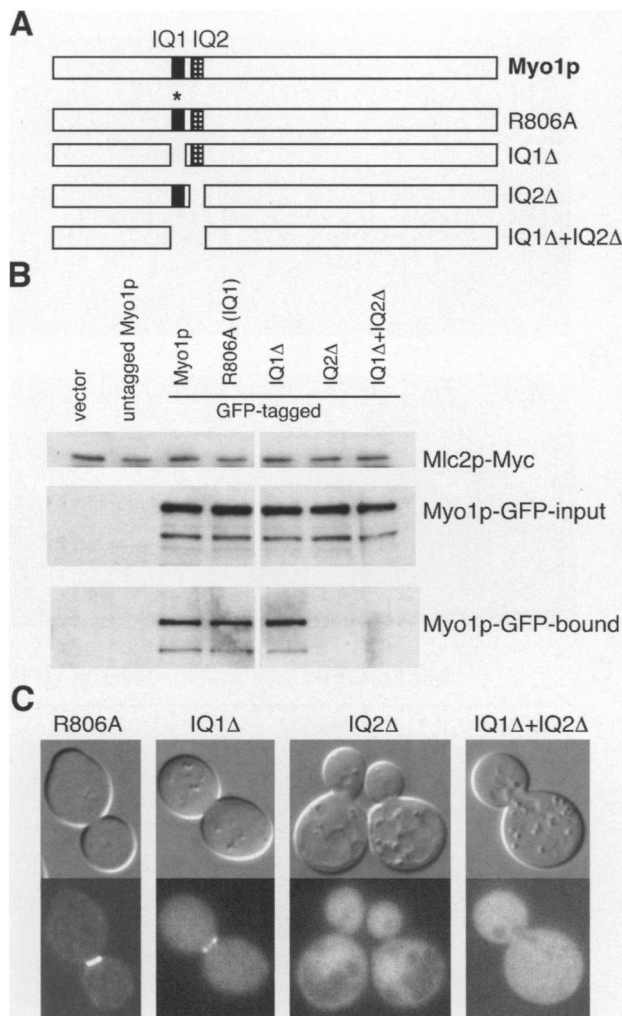 A
IQ1 IQ2
Myo1p
*
R806A
IQ1Δ
IQ2Δ
IQ1Δ+IQ2Δ
B
vector
untagged Myo1p
Myo1p
R806A (IQ1)
IQ1Δ
IQ2Δ
IQ1Δ+IQ2Δ
GFP-tagged
Mlc2p-Myc
Myo1p-GFP-input
Myo1p-GFP-bound
C
R806A IQ1Δ IQ2Δ IQ1Δ+IQ2Δ